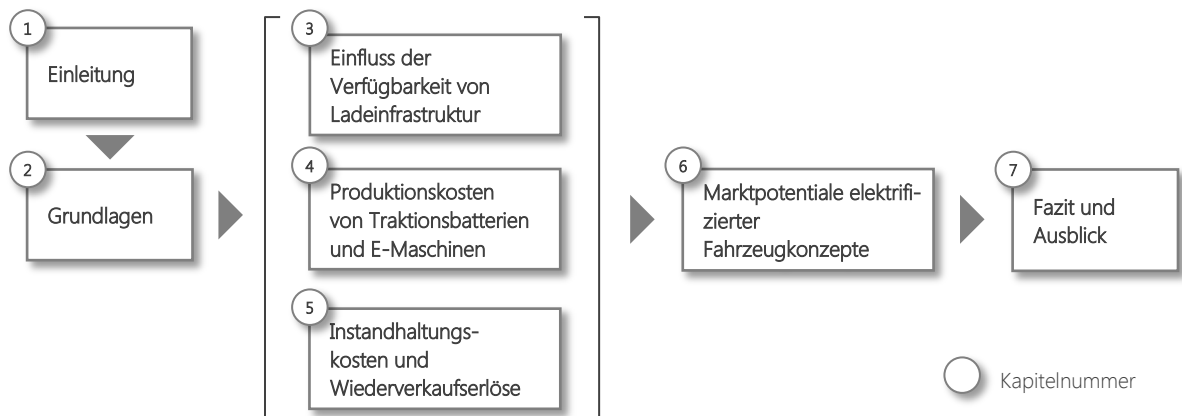 1
Einleitung
2
Grundlagen
3
Einfluss der
Verfügbarkeit von
Ladeinfrastruktur
4
Produktionskosten
von Traktionsbatterien
und E-Maschinen
5
Instandhaltungs-
kosten und
Wiederverkaufserlöse
6
Marktpotentiale elektrifi-
zierter
Fahrzeugkonzepte
7
Fazit und
Ausblick
Kapitelnummer